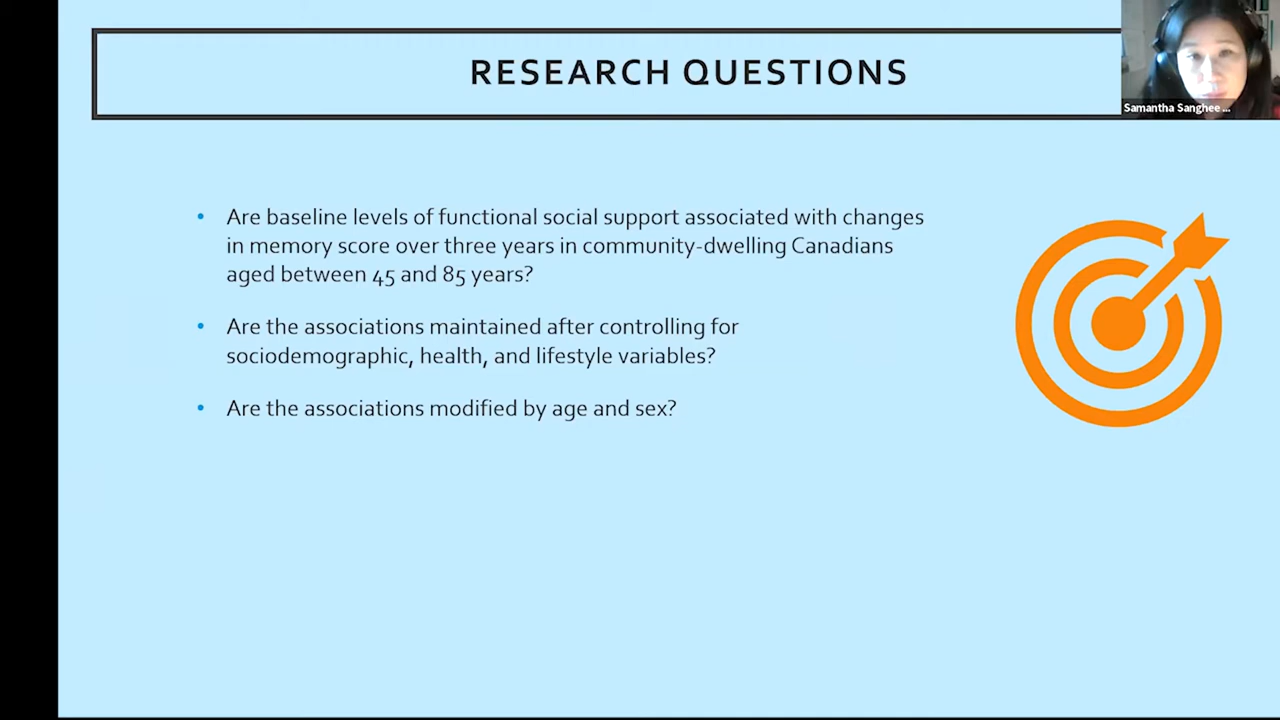 RESEARCH QUESTIONS
Samantha Sanghee ...
• Are baseline levels of functional social support associated with changes
in memory score over three years in community-dwelling Canadians
aged between 45 and 85 years?
• Are the associations maintained after controlling for
sociodemographic, health, and lifestyle variables?
• Are the associations modified by age and sex?